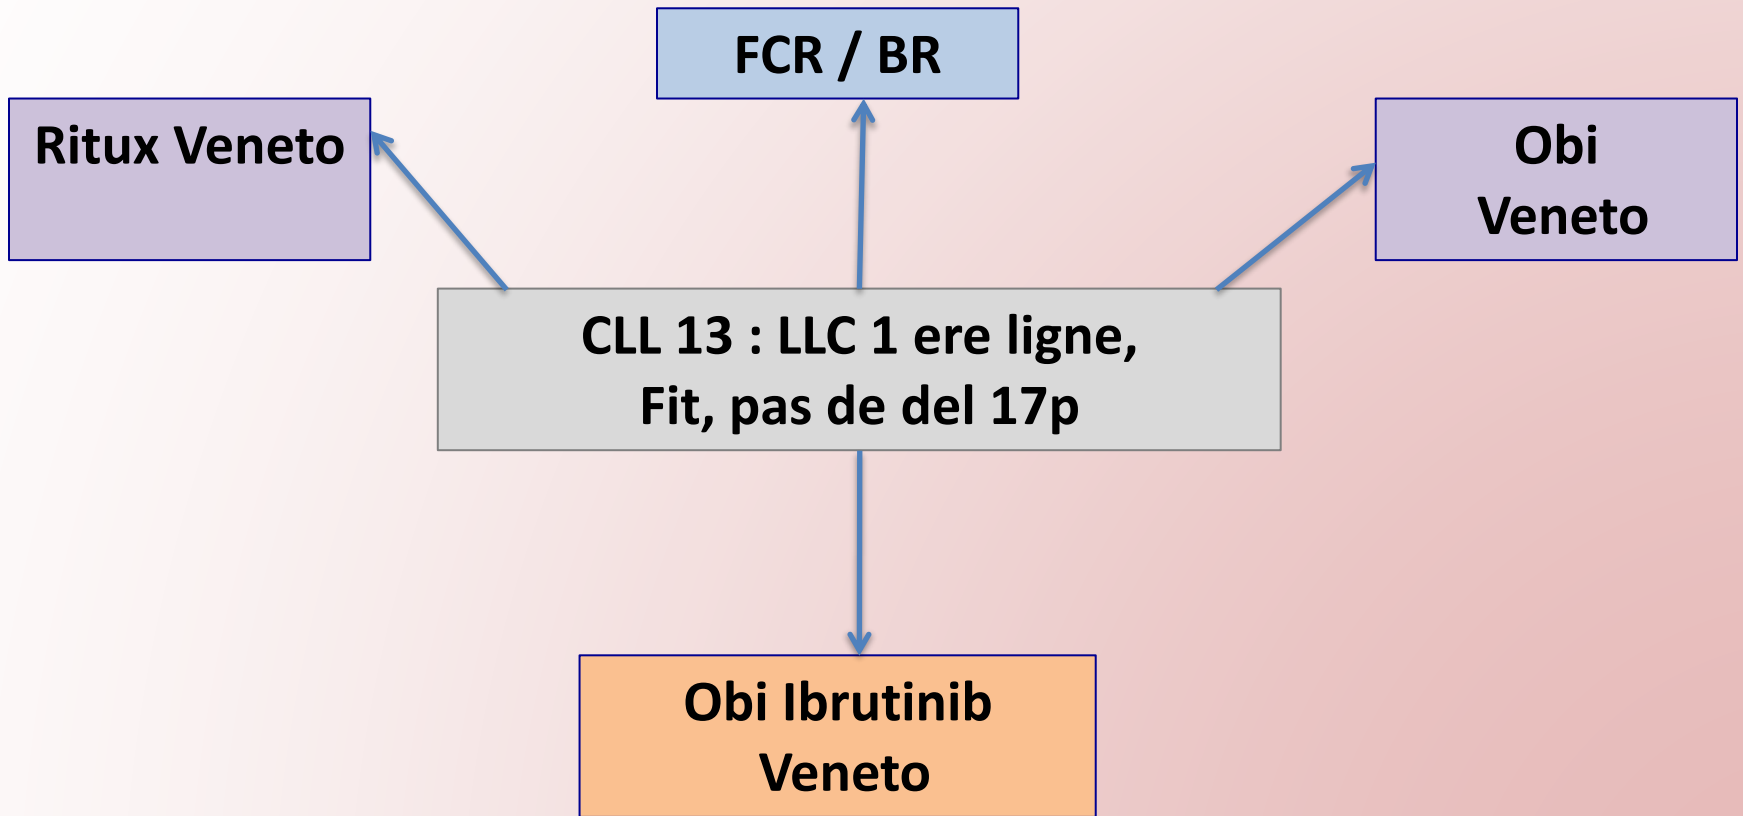 FCR / BR
Ritux Veneto
Obi
Veneto
CLL 13 : LLC 1 ere ligne,
Fit, pas de del 17p
Obi Ibrutinib
Veneto